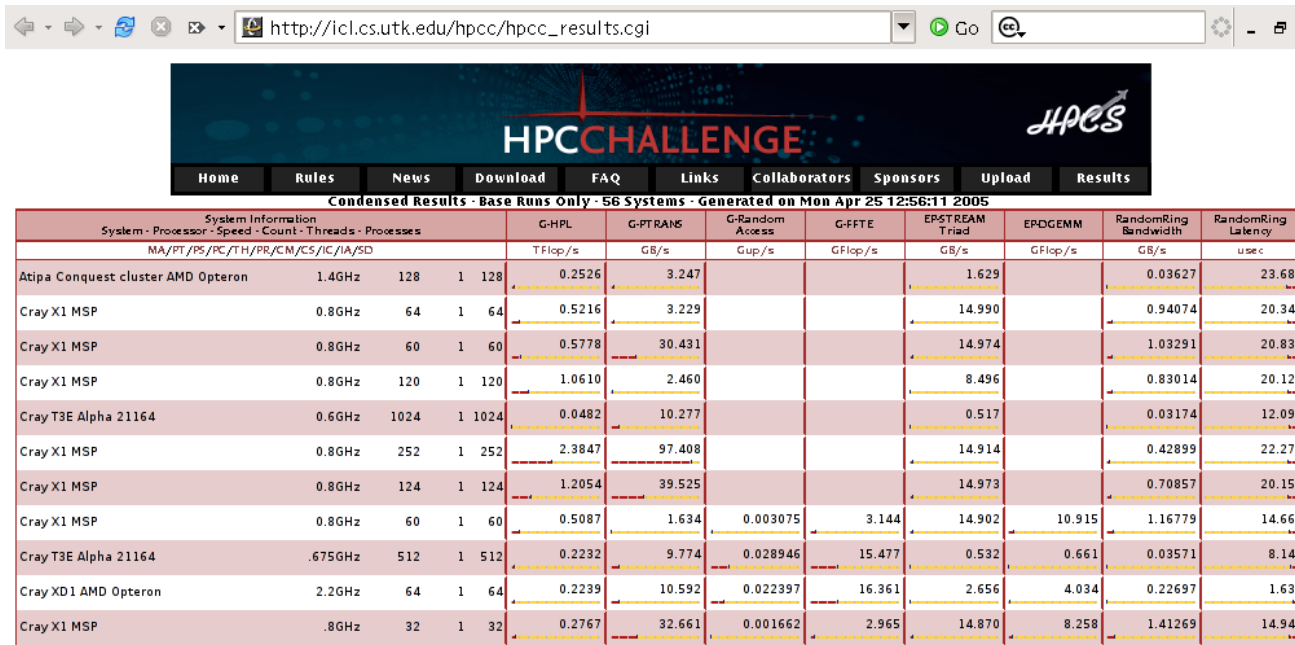 http://icl.cs.utk.edu/hpcc/hpcc_results.cgi Go cc
HPCCHALLENGE HPCS
Home Rules News Download FAQ Links Collaborators Sponsors Upload Results
Condensed Results - Base Runs Only - 56 Systems - Generated on Mon Apr 25 12:56:11 2005
System Information G-HPL G-PTRANS G-Random Access G-FFTE EP-STREAM Triad EP-DGEMM RandomRing Bandwidth RandomRing Latency
System - Processor - Speed - Count - Threads - Processes
MA/PT/PS/PC/TH/PR/CM/CS/IC/IA/SD TFlop/s GB/s Gup/s GFlop/s GB/s GFlop/s GB/s usec
Atipa Conquest cluster AMD Opteron 1.4GHz 128 1 128 0.2526 3.247 1.629 0.03627 23.68
Cray X1 MSP 0.8GHz 64 1 64 0.5216 3.229 14.990 0.94074 20.34
Cray X1 MSP 0.8GHz 60 1 60 0.5778 30.431 14.974 1.03291 20.83
Cray X1 MSP 0.8GHz 120 1 120 1.0610 2.460 8.496 0.83014 20.12
Cray T3E Alpha 21164 0.6GHz 1024 1 1024 0.0482 10.277 0.517 0.03174 12.09
Cray X1 MSP 0.8GHz 252 1 252 2.3847 97.408 14.914 0.42899 22.27
Cray X1 MSP 0.8GHz 124 1 124 1.2054 39.525 14.973 0.70857 20.15
Cray X1 MSP 0.8GHz 60 1 60 0.5087 1.634 0.003075 3.144 14.902 10.915 1.16779 14.66
Cray T3E Alpha 21164 .675GHz 512 1 512 0.2232 9.774 0.028946 15.477 0.532 0.661 0.03571 8.14
Cray XD1 AMD Opteron 2.2GHz 64 1 64 0.2239 10.592 0.022397 16.361 2.656 4.034 0.22697 1.63
Cray X1 MSP .8GHz 32 1 32 0.2767 32.661 0.001662 2.965 14.870 8.258 1.41269 14.94